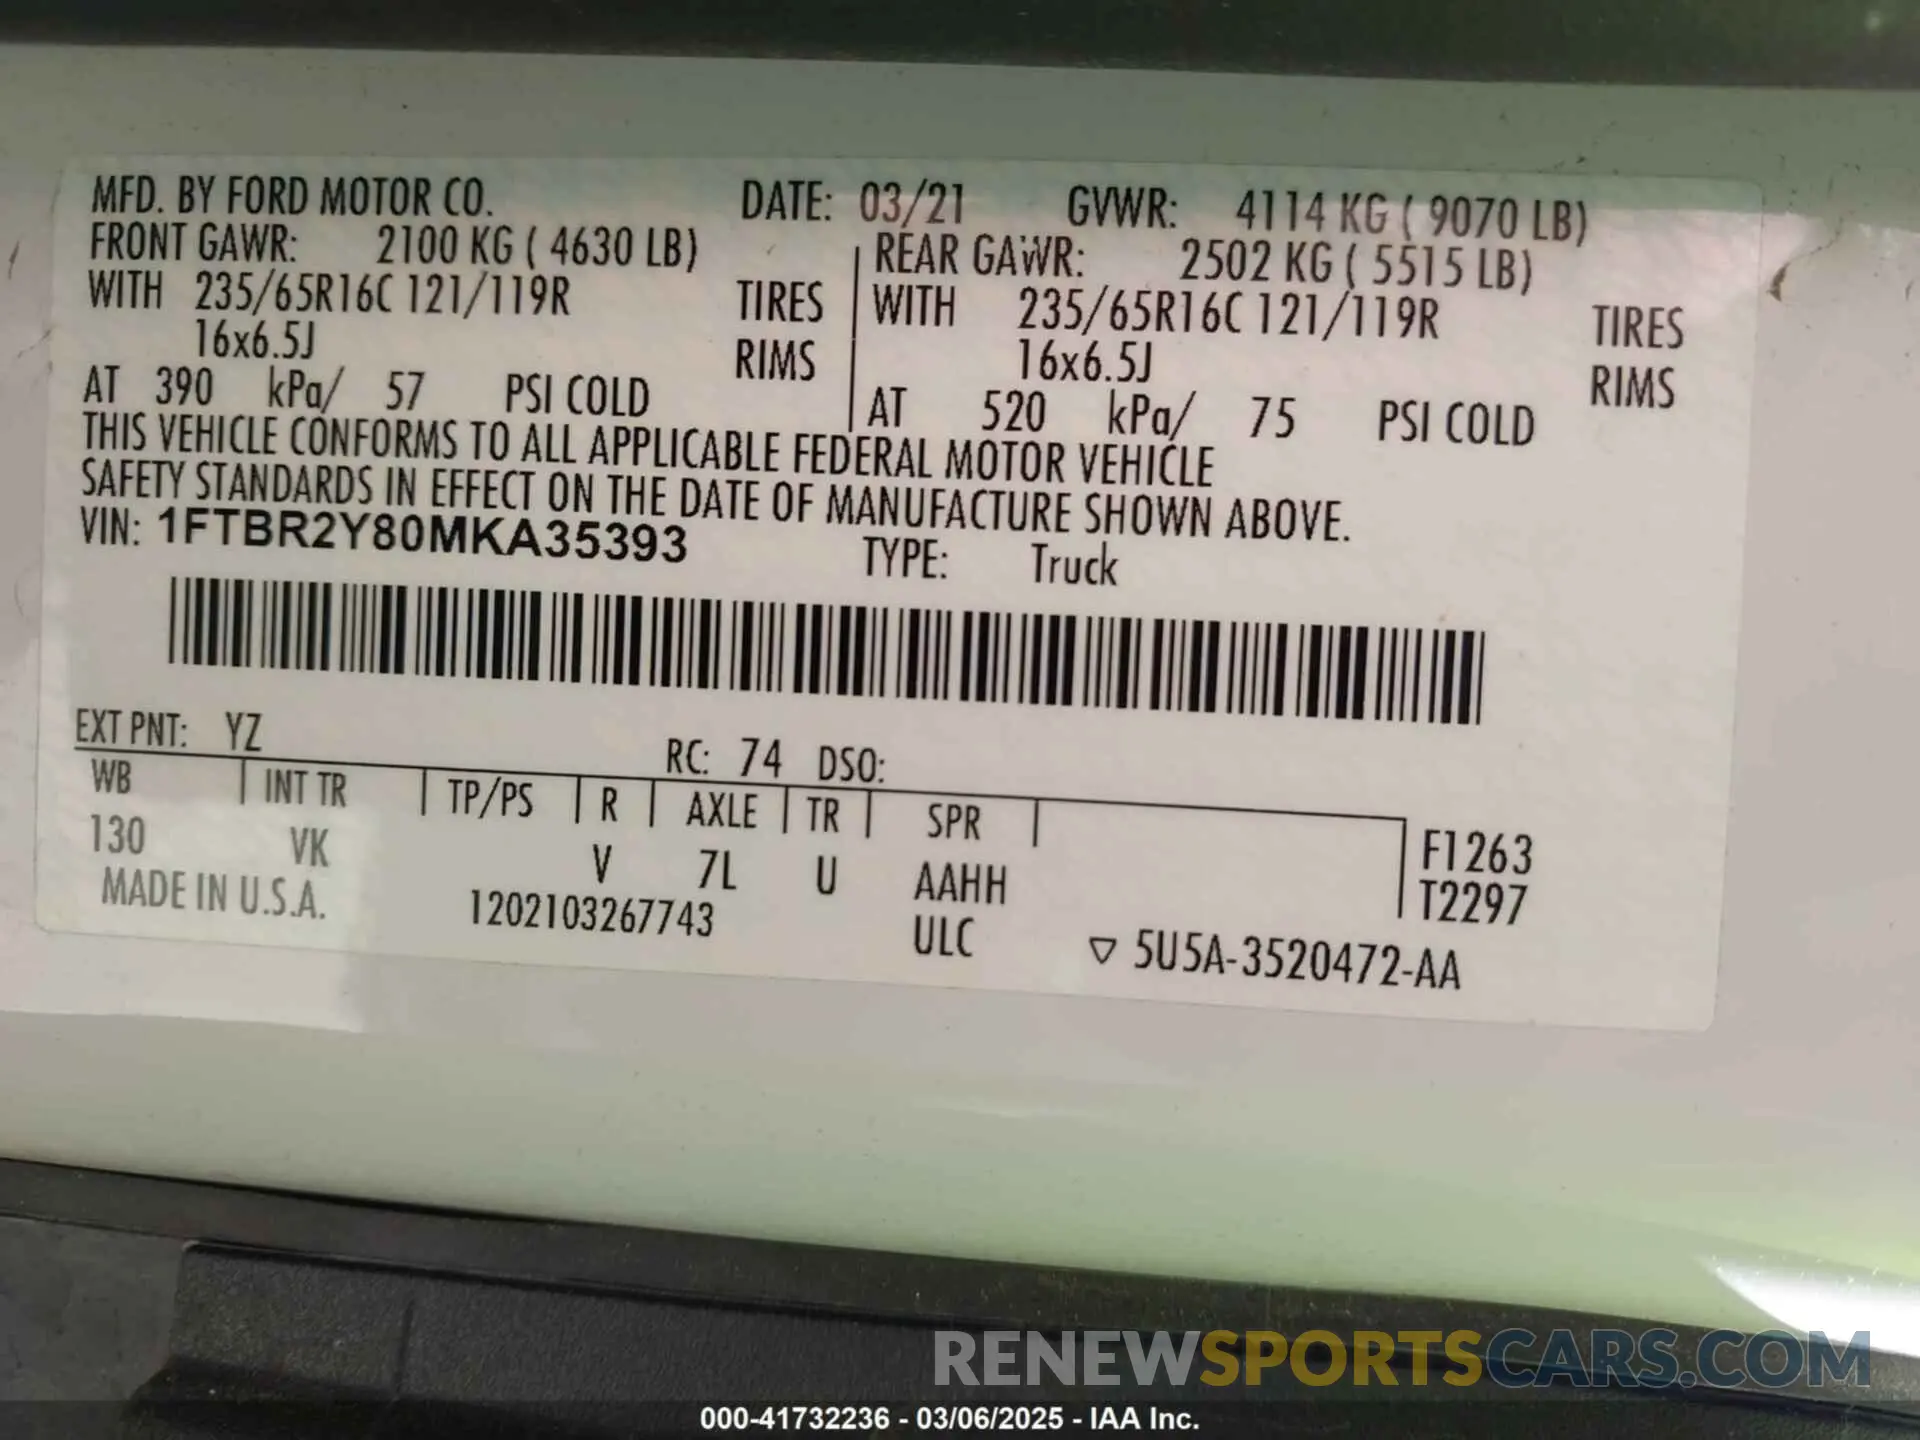 MFD. BY FORD MOTOR CO. DATE: 03/21 GVWR: 4114 KG ( 9070 LB)
FRONT GAWR: 2100 KG ( 4630 LB) REAR GAWR: 2502 KG ( 5515 LB)
WITH 235/65R16C 121/119R TIRES WITH 235/65R16C 121/119R TIRES
16x6.5J RIMS 16x6.5J RIMS
AT 390 kPa/ 57 PSI COLD AT 520 kPa/ 75 PSI COLD
THIS VEHICLE CONFORMS TO ALL APPLICABLE FEDERAL MOTOR VEHICLE
SAFETY STANDARDS IN EFFECT ON THE DATE OF MANUFACTURE SHOWN ABOVE.
VIN: 1FTBR2Y80MKA35393 TYPE: Truck
EXT PNT: YZ RC: 74 DSO:
WB INT TR TP/PS R AXLE TR SPR
130 VK V 7L U AAHH F1263
MADE IN U.S.A. 1202103267743 ULC T2297
▽ 5U5A-3520472-AA
RENEWSPORTSCARS.COM
000-41732236 - 03/06/2025 - IAA Inc.